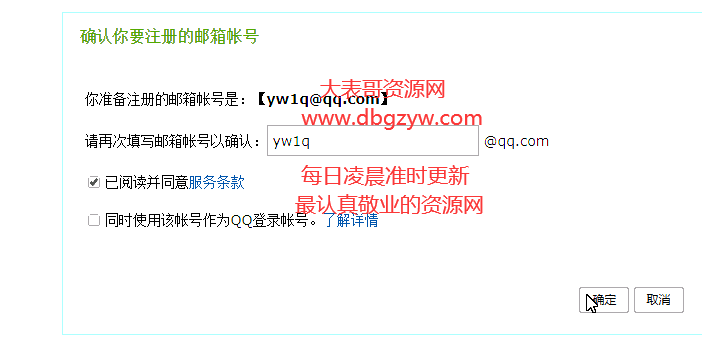 确认你要注册的邮箱帐号
大表哥资源网
你准备注册的邮箱帐号是：【yw1q@qq.com】
www.dbgzyw.com
请再次填写邮箱帐号以确认： yw1q @qq.com
每日凌晨准时更新
已阅读并同意服务条款
最认真敬业的资源网
同时使用该帐号作为QQ登录帐号。了解详情
确定 取消